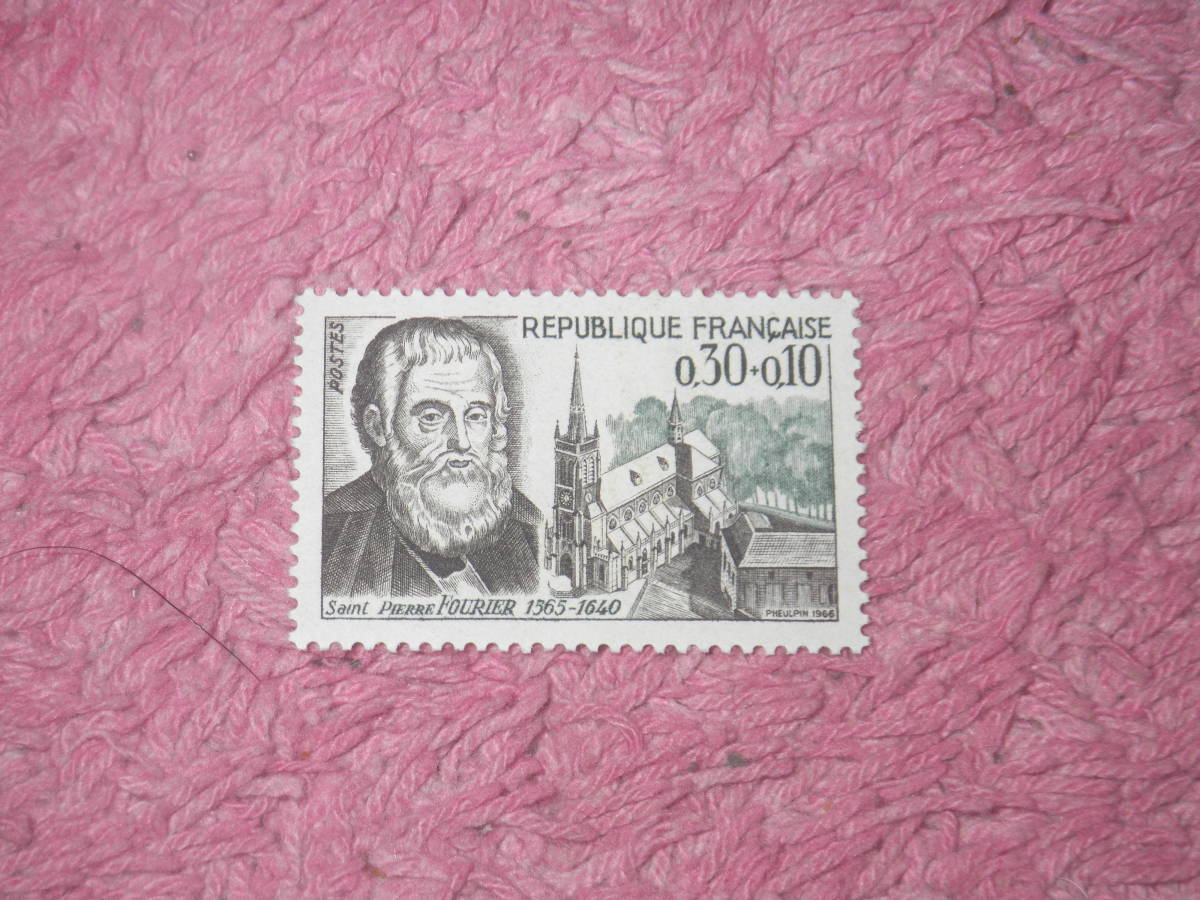 POSTES
REPUBLIQUE FRANÇAISE
0,30+0,10
Saint PIERRE FOURIER 1565-1640
PHEULPIN 1966